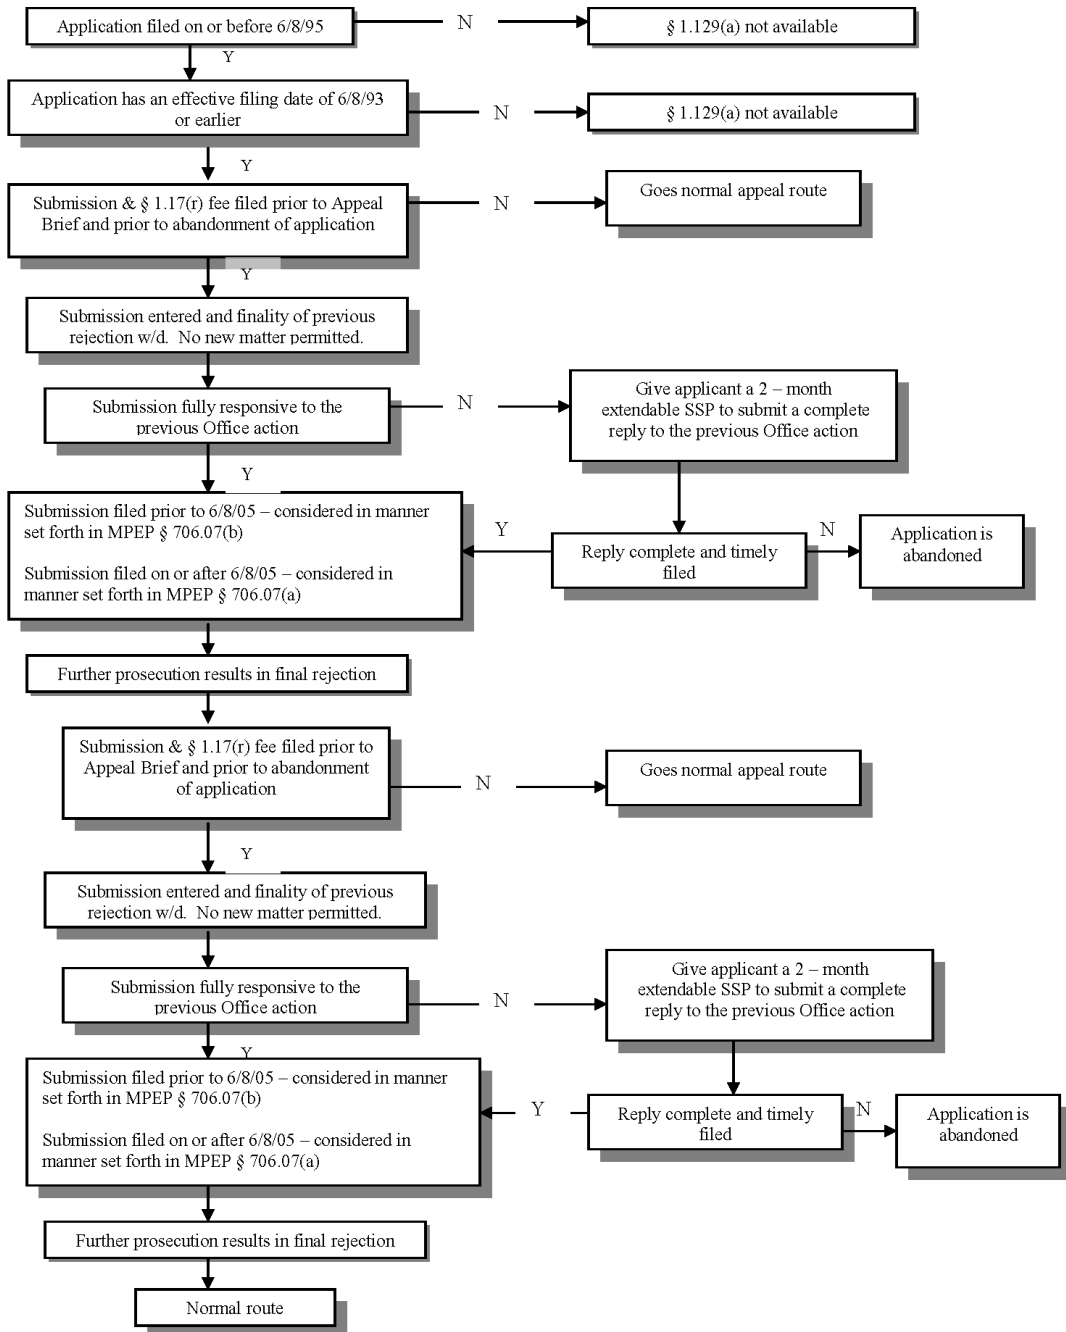 Application filed on or before 6/8/95
N
§ 1.129(a) not available
Y
Application has an effective filing date of 6/8/93
or earlier
N
§ 1.129(a) not available
Y
Submission & § 1.17(r) fee filed prior to Appeal
Brief and prior to abandonment of application
N
Goes normal appeal route
Y
Submission entered and finality of previous
rejection w/d. No new matter permitted.
Submission fully responsive to the
previous Office action
N
Give applicant a 2 – month
extendable SSP to submit a complete
reply to the previous Office action
Y
Submission filed prior to 6/8/05 – considered in manner
set forth in MPEP § 706.07(b)
Submission filed on or after 6/8/05 – considered in
manner set forth in MPEP § 706.07(a)
Y
Reply complete and timely
filed
N
Application is
abandoned
Further prosecution results in final rejection
Submission & § 1.17(r) fee filed prior to
Appeal Brief and prior to abandonment
of application
N
Goes normal appeal route
Y
Submission entered and finality of previous
rejection w/d. No new matter permitted.
Submission fully responsive to the
previous Office action
N
Give applicant a 2 – month
extendable SSP to submit a complete
reply to the previous Office action
Y
Submission filed prior to 6/8/05 – considered in manner
set forth in MPEP § 706.07(b)
Submission filed on or after 6/8/05 – considered in
manner set forth in MPEP § 706.07(a)
Y
Reply complete and timely
filed
N
Application is
abandoned
Further prosecution results in final rejection
Normal route